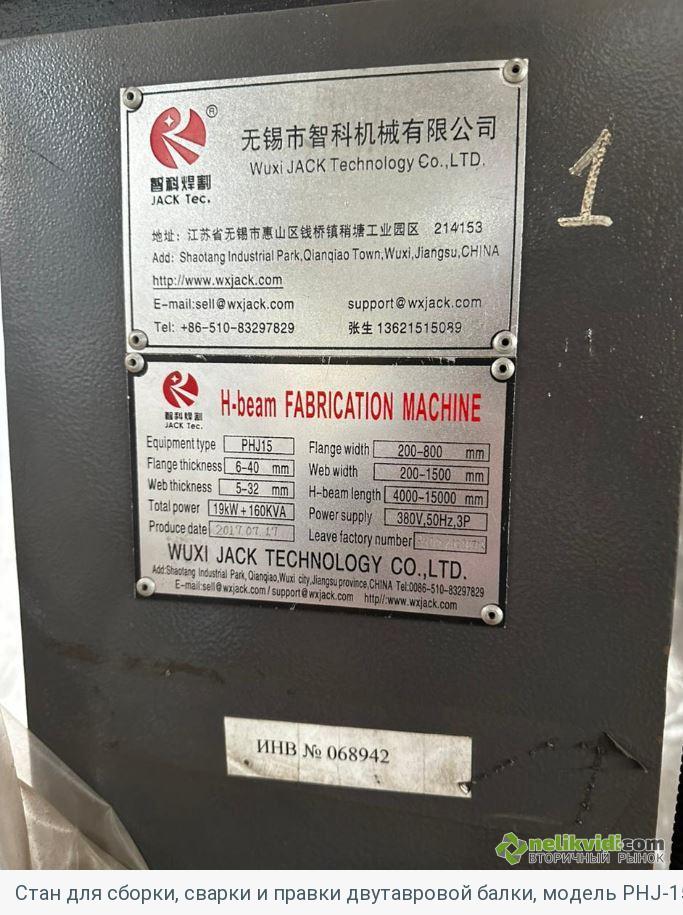 ®
智科焊割
JACK Tec.
无锡市智科机械有限公司
Wuxi JACK Technology Co.,LTD.
1
地址: 江苏省无锡市惠山区钱桥镇稍塘工业园区 214153
Add: Shaotang Industrial Park,Qianqiao Town,Wuxi,Jiangsu,CHINA
http://www.wxjack.com
E-mail:sell@wxjack.com support@wxjack.com
Tel: +86-510-83297829 张生 13621515089
智科焊割
JACK Tec.
H-beam FABRICATION MACHINE
Equipment type PHJ15 Flange width 200-800 mm
Flange thickness 6-40 mm Web width 200-1500 mm
Web thickness 5-32 mm H-beam length 4000-15000 mm
Total power 19kW+160KVA Power supply 380V,50Hz,3P
Produce date 2017.07.17 Leave factory number
WUXI JACK TECHNOLOGY CO.,LTD.
Add:Shaotang Industrial Park, Qianqiao,Wuxi city,Jiangsu province,CHINA Tel:0086-510-83297829
E-mail:sell@wxjack.com/support@wxjack.com http//:www.wxjack.com
ИНВ № 068942
nelikvidi.com
ВТОРИЧНЫЙ РЫНОК
Стан для сборки, сварки и правки двутавровой балки, модель PHJ-15